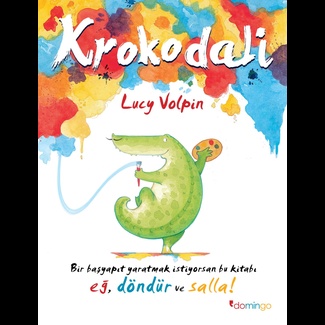 Krokodali
Lucy Volpin
Bir başyapıt yaratmak istiyorsan bu kitabı
eğ, döndür ve salla!
domingo